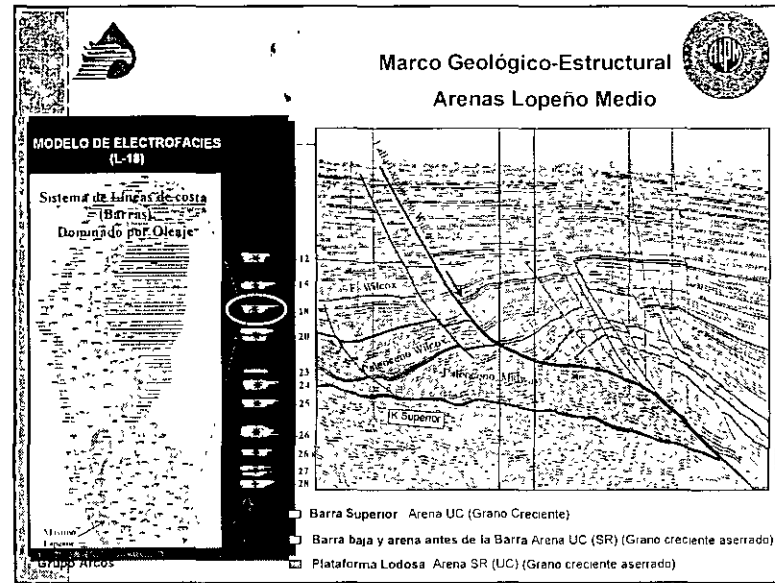 Marco Geológico-Estructural
Arenas Lopeño Medio
MODELO DE ELECTROFACIES
(L-18)
Sistema de Líneas de costa
(Barras)
Dominado por Oleaje
12
14
18
20
23
24
25
26
26
27
28
Wilcox
Paleoceno Wilcox
Paleoceno Midway
K Superior
Barra Superior Arena UC (Grano Creciente)
Barra baja y arena antes de la Barra Arena UC (SR) (Grano creciente aserrado)
Plataforma Lodosa Arena SR (UC) (Grano creciente aserrado)
Grupo Arcos